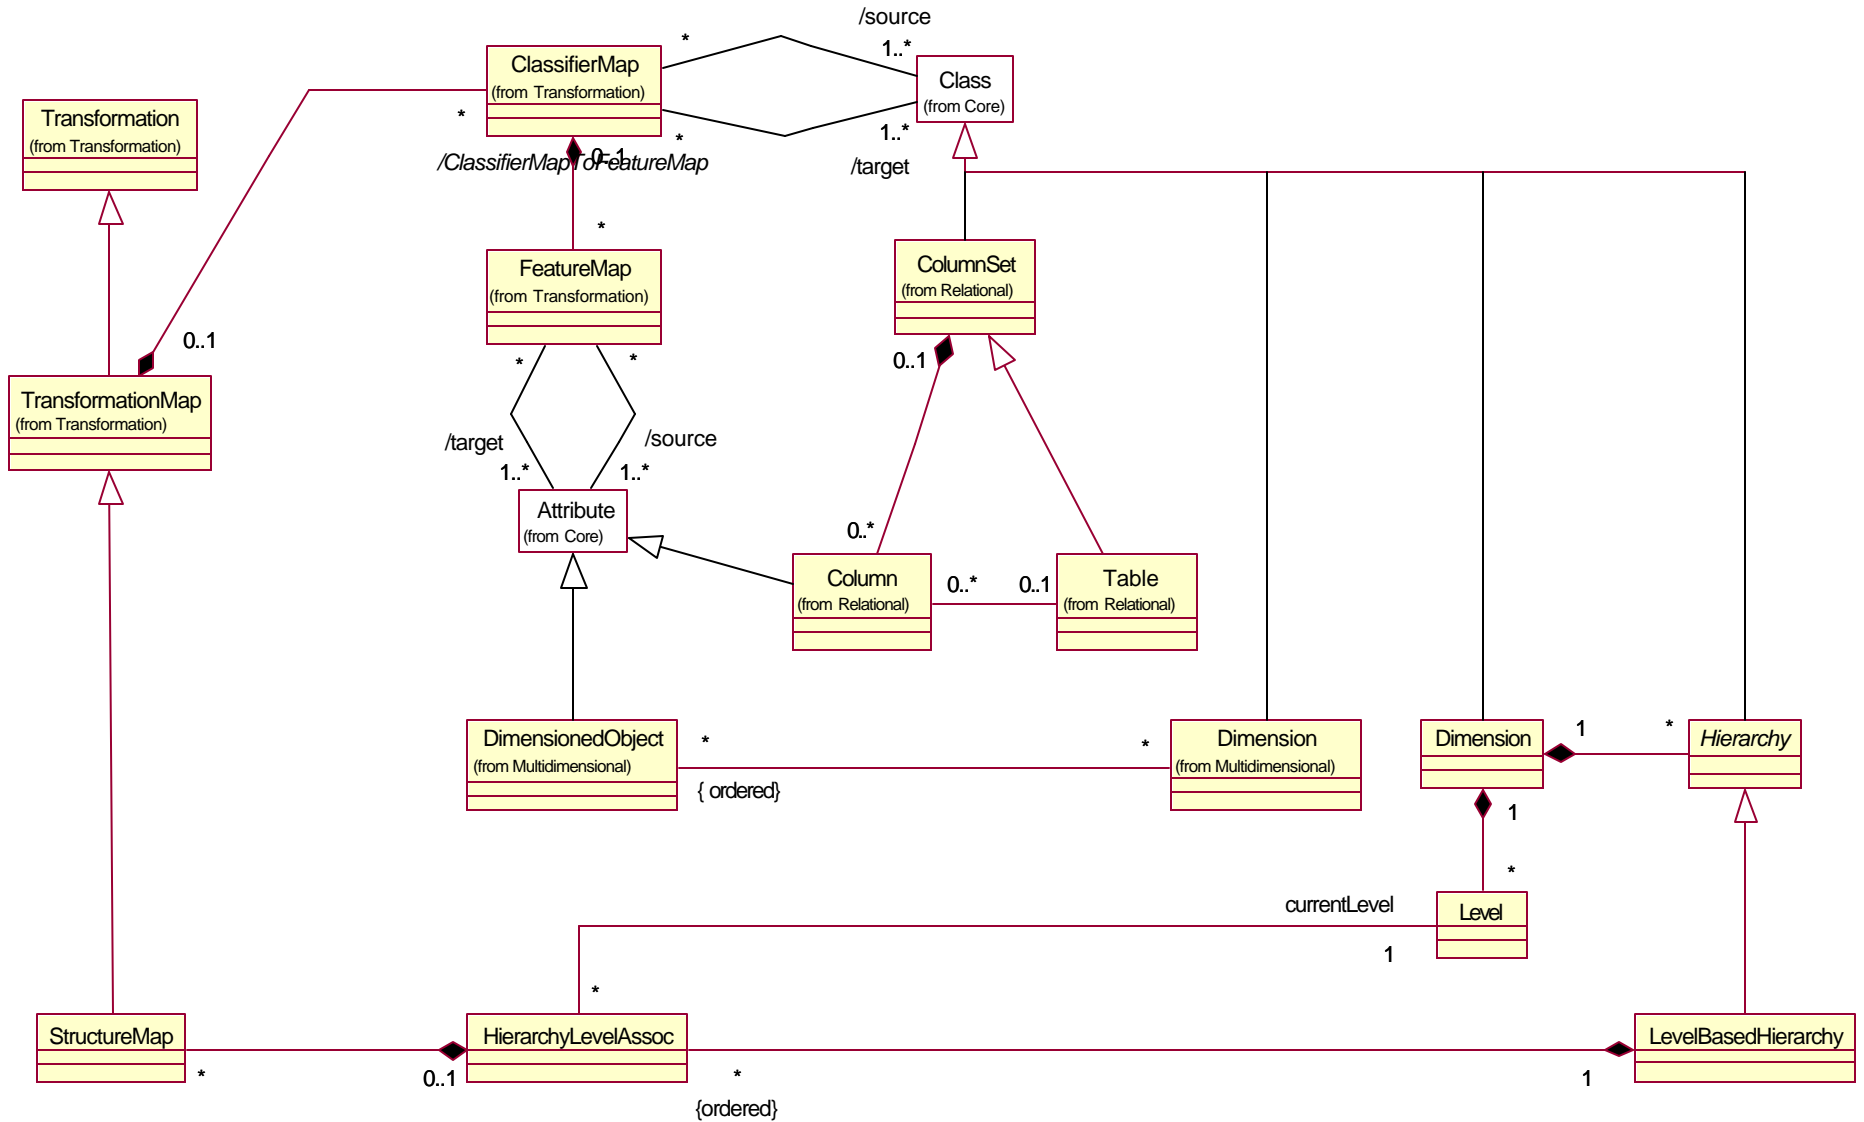 /source
*
1..*
ClassifierMap
(from Transformation)
Class
(from Core)
Transformation
(from Transformation)
*
*
1..*
/target
0..1
/ClassifierMapToFeatureMap
*
FeatureMap
(from Transformation)
ColumnSet
(from Relational)
0..1
*
*
0..1
TransformationMap
(from Transformation)
/target
/source
1..*
1..*
Attribute
(from Core)
0..*
Column
(from Relational)
0..*
0..1
Table
(from Relational)
DimensionedObject
(from Multidimensional)
*
{ ordered}
*
Dimension
(from Multidimensional)
Dimension
1
*
Hierarchy
1
*
currentLevel
Level
1
*
StructureMap
*
0..1
HierarchyLevelAssoc
*
{ordered}
1
LevelBasedHierarchy